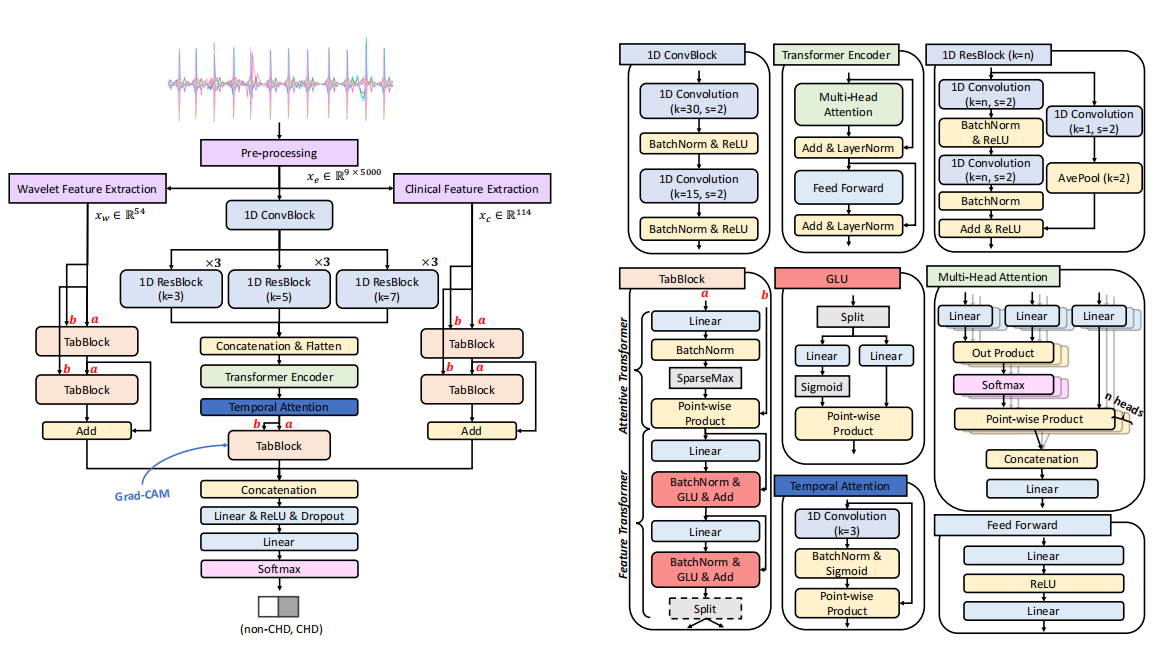 Pre-processing
Wavelet Feature Extraction
x_e ∈ ℝ^{9×5000}
Clinical Feature Extraction
x_w ∈ ℝ^{54}
1D ConvBlock
x_c ∈ ℝ^{114}
×3
×3
×3
1D ResBlock
(k=3)
1D ResBlock
(k=5)
1D ResBlock
(k=7)
b
a
TabBlock
b
a
TabBlock
Add
b
a
TabBlock
b
a
TabBlock
Add
Concatenation & Flatten
Transformer Encoder
Temporal Attention
b
a
TabBlock
Grad-CAM
Concatenation
Linear & ReLU & Dropout
Linear
Softmax
(non-CHD, CHD)
1D ConvBlock
1D Convolution
(k=30, s=2)
BatchNorm & ReLU
1D Convolution
(k=15, s=2)
BatchNorm & ReLU
Transformer Encoder
Multi-Head
Attention
Add & LayerNorm
Feed Forward
Add & LayerNorm
1D ResBlock (k=n)
1D Convolution
(k=n, s=2)
BatchNorm
& ReLU
1D Convolution
(k=n, s=2)
BatchNorm
Add & ReLU
1D Convolution
(k=1, s=2)
AvePool (k=2)
TabBlock
a
b
Attentive Transformer
Linear
BatchNorm
SparseMax
Point-wise
Product
Feature Transformer
Linear
BatchNorm &
GLU & Add
Linear
BatchNorm &
GLU & Add
Split
GLU
Split
Linear
Linear
Sigmoid
Point-wise
Product
Temporal Attention
1D Convolution
(k=3)
BatchNorm &
Sigmoid
Point-wise
Product
Multi-Head Attention
Linear
Linear
Linear
Out Product
Softmax
n heads
Point-wise Product
Concatenation
Linear
Feed Forward
Linear
ReLU
Linear